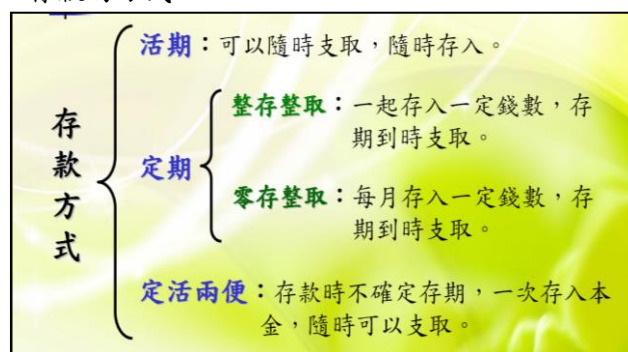 活期：可以隨時支取，隨時存入。
存款方式
定期
整存整取：一起存入一定錢數，存
期到時支取。
零存整取：每月存入一定錢數，存
期到時支取。
定活兩便：存款時不確定存期，一次存入本
金，隨時可以支取。